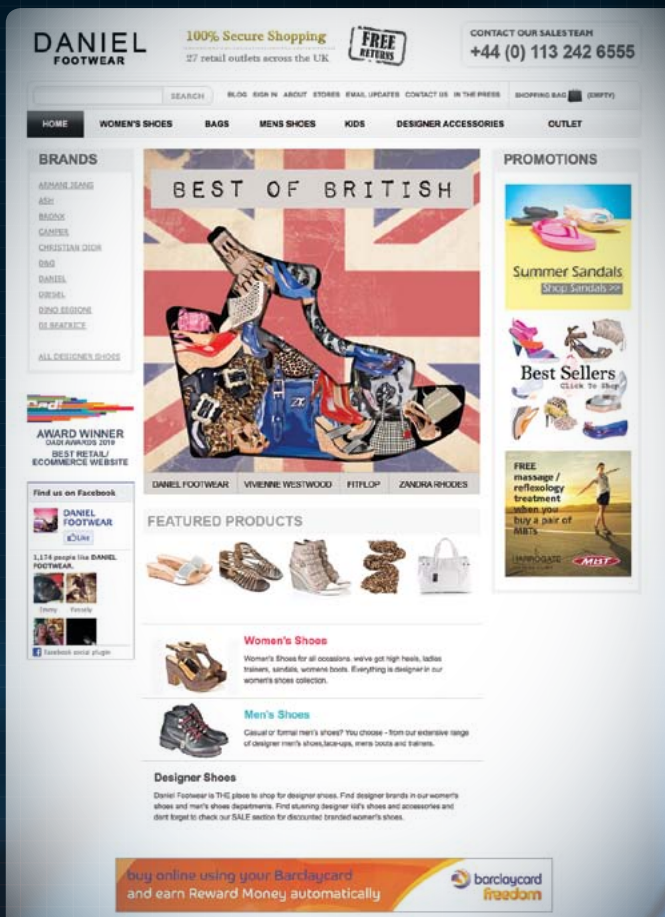 DANIEL
FOOTWEAR
100% Secure Shopping
27 retail outlets across the UK
FREE
RETURNS
CONTACT OUR SALES TEAM
+44 (0) 113 242 6555
SEARCH
BLOG SIGN IN ABOUT STORES EMAIL UPDATES CONTACT US IN THE PRESS
SHOPPING BAG (EMPTY)
HOME WOMEN'S SHOES BAGS MENS SHOES KIDS DESIGNER ACCESSORIES OUTLET
BRANDS
ARMANI JEANS
ASH
BRONX
CAMPER
CHRISTIAN DIOR
D&G
DANIEL
DIESEL
DINO BIGIONI
DI BEATRICE
ALL DESIGNER SHOES
AWARD WINNER
DADI AWARDS 2010
BEST RETAIL/
ECOMMERCE WEBSITE
Find us on Facebook
DANIEL
FOOTWEAR
Like
1,174 people like DANIEL
FOOTWEAR.
Emmy
Facebook social plugin
BEST OF BRITISH
DANIEL FOOTWEAR VIVIENNE WESTWOOD FITFLOP ZANDRA RHODES
FEATURED PRODUCTS
Women's Shoes
Women's Shoes for all occasions. we've got high heels, ladies
trainers, sandals, womens boots. Everything is designer in our
women's shoes collection.
Men's Shoes
Casual or formal men's shoes? You choose - from our extensive range
of designer men's shoes,lace-ups, mens boots and trainers.
Designer Shoes
Daniel Footwear is THE place to shop for designer shoes. Find designer brands in our women's
shoes and men's shoes departments. Find stunning designer kid's shoes and accessories and
dont forget to check our SALE section for discounted branded women's shoes.
PROMOTIONS
Summer Sandals
Shop Sandals >>
Best Sellers
Click To Shop
FREE
massage /
reflexology
treatment
when you
buy a pair of
MBTs
HARROGATE
buy online using your Barclaycard
and earn Reward Money automatically
barclaycard
freedom